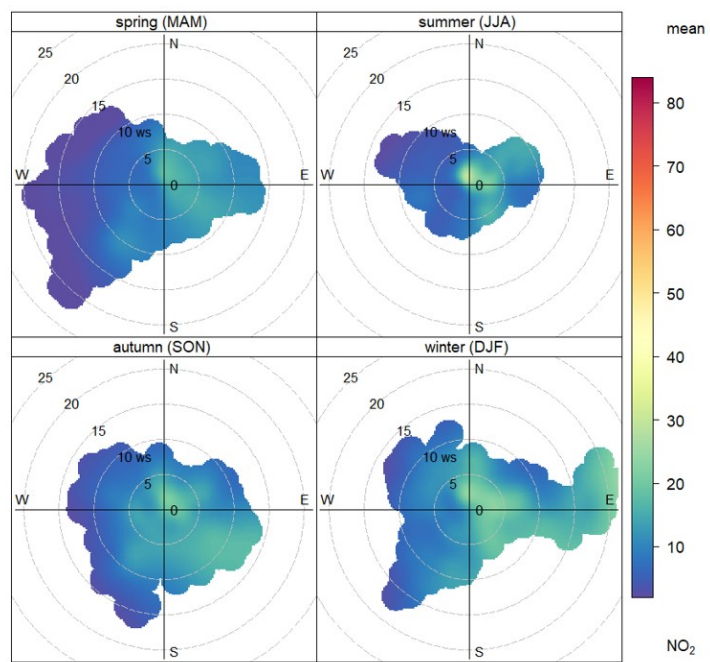 spring (MAM)
25
20
15
10 ws
5
0
N
W
E
S
summer (JJA)
25
20
15
10 ws
5
0
N
W
E
S
autumn (SON)
25
20
15
10 ws
5
0
N
W
E
S
winter (DJF)
25
20
15
10 ws
5
0
N
W
E
S
mean
80
70
60
50
40
30
20
10
NO₂